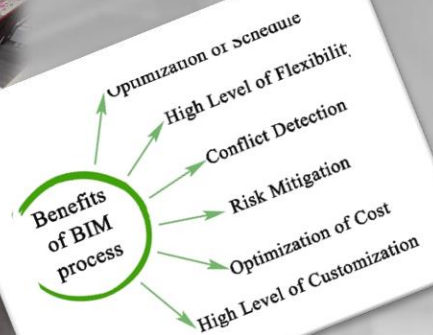 Optimization of Schedule
High Level of Flexibility
Conflict Detection
Risk Mitigation
Optimization of Cost
High Level of Customization
Benefits
of BIM
process